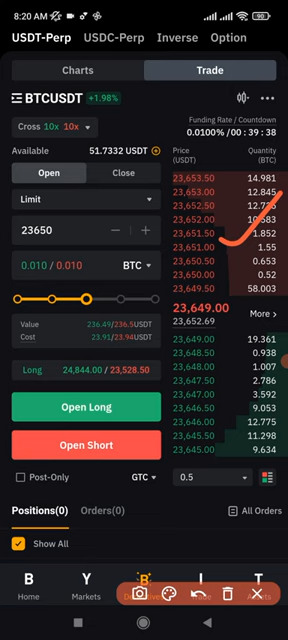 8:20 AM
90
USDT-Perp USDC-Perp Inverse Option
Charts Trade
BTCUSDT +1.98%
Cross 10x 10x
Funding Rate / Countdown
0.0100% / 00 : 39 : 38
Available 51.7332 USDT
Open Close
Limit
23650
0.010 / 0.010 BTC
Value 236.49/236.5USDT
Cost 23.91/23.94USDT
Long 24,844.00 / 23,528.50
Open Long
Open Short
Post-Only GTC
Price (USDT) Quantity (BTC)
23,653.50 14.981
23,653.00 12.845
23,652.50
23,652.00
23,651.50 1.852
23,651.00 1.55
23,650.50 0.653
23,650.00 0.52
23,649.50 58.003
23,649.00
23,652.69
More >
23,649.00 19.361
23,648.50 0.938
23,648.00 1.007
23,647.50 2.786
23,647.00 3.592
23,646.50 9.053
23,646.00 12.775
23,645.50 11.298
23,645.00 9.634
0.5
Positions(0) Orders(0) All Orders
Show All
Home Markets